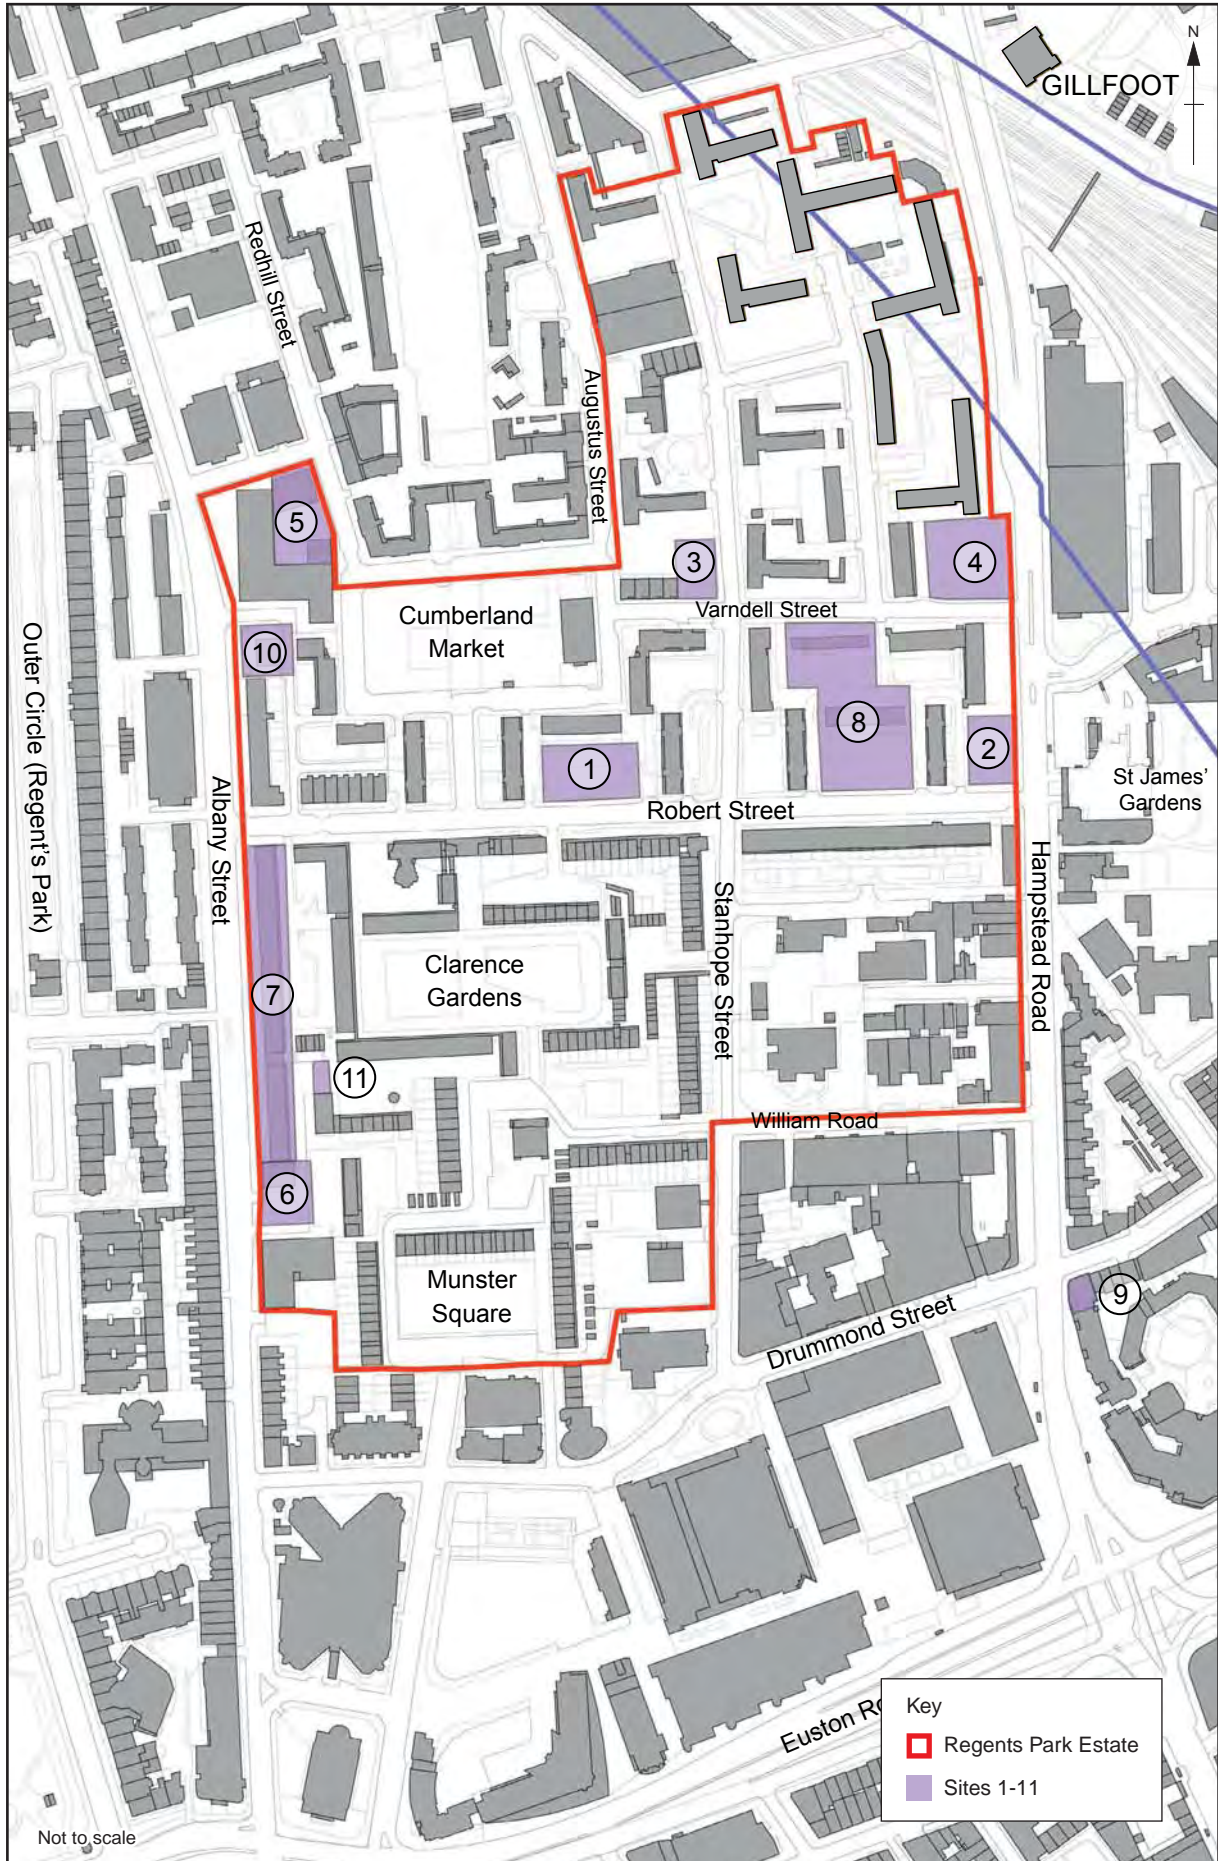 N
GILLFOOT
Redhill Street
Augustus Street
5
3
4
Varndell Street
Cumberland
Market
10
8
2
1
Outer Circle (Regent's Park)
Albany Street
Robert Street
St James'
Gardens
Hampstead Road
Stanhope Street
Clarence
Gardens
7
11
William Road
6
Munster
Square
9
Drummond Street
Euston Ro
Key
Regents Park Estate
Sites 1-11
Not to scale